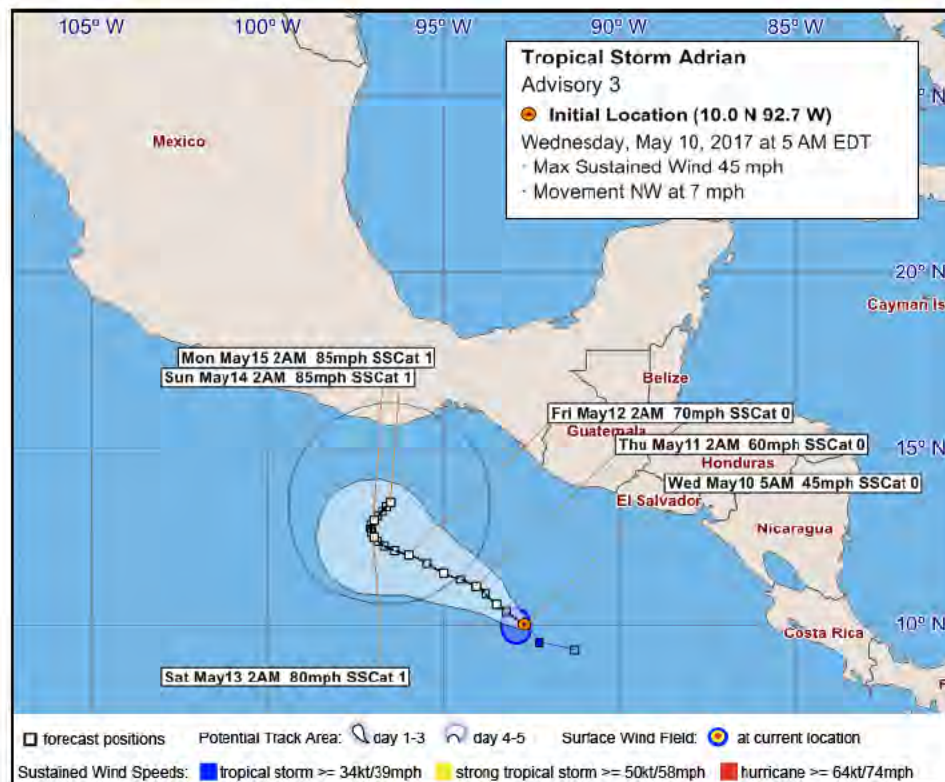 105° W 100° W 95° W 90° W 85° W
Tropical Storm Adrian
Advisory 3
Initial Location (10.0 N 92.7 W)
Wednesday, May 10, 2017 at 5 AM EDT
· Max Sustained Wind 45 mph
· Movement NW at 7 mph
Mexico
20° N
Cayman Is
Mon May15 2AM 85mph SSCat 1
Sun May14 2AM 85mph SSCat 1
Belize
Fri May12 2AM 70mph SSCat 0
Guatemala
Thu May11 2AM 60mph SSCat 0
15° N
Honduras
Wed May10 5AM 45mph SSCat 0
El Salvador
Nicaragua
10° N
Costa Rica
Sat May13 2AM 80mph SSCat 1
forecast positions Potential Track Area: day 1-3 day 4-5 Surface Wind Field: at current location
Sustained Wind Speeds: tropical storm >= 34kt/39mph strong tropical storm >= 50kt/58mph hurricane >= 64kt/74mph